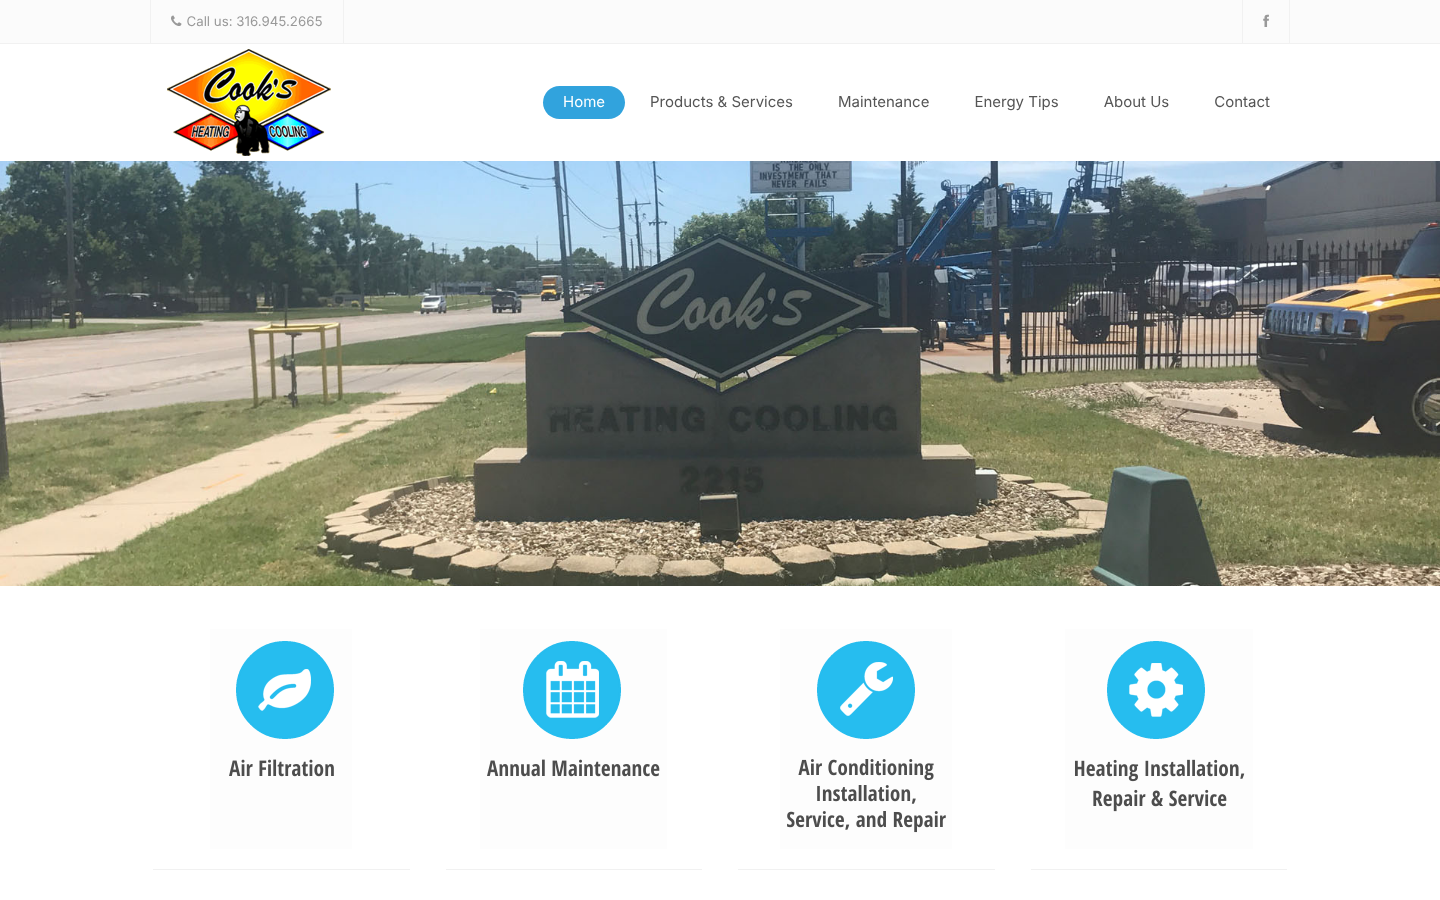 Call us: 316.945.2665
Cook's
HEATING COOLING
Home
Products & Services
Maintenance
Energy Tips
About Us
Contact
IS THE ONLY
INVESTMENT THAT
NEVER FAILS
Cook's
HEATING COOLING
2215
Air Filtration
Annual Maintenance
Air Conditioning
Installation,
Service, and Repair
Heating Installation,
Repair & Service